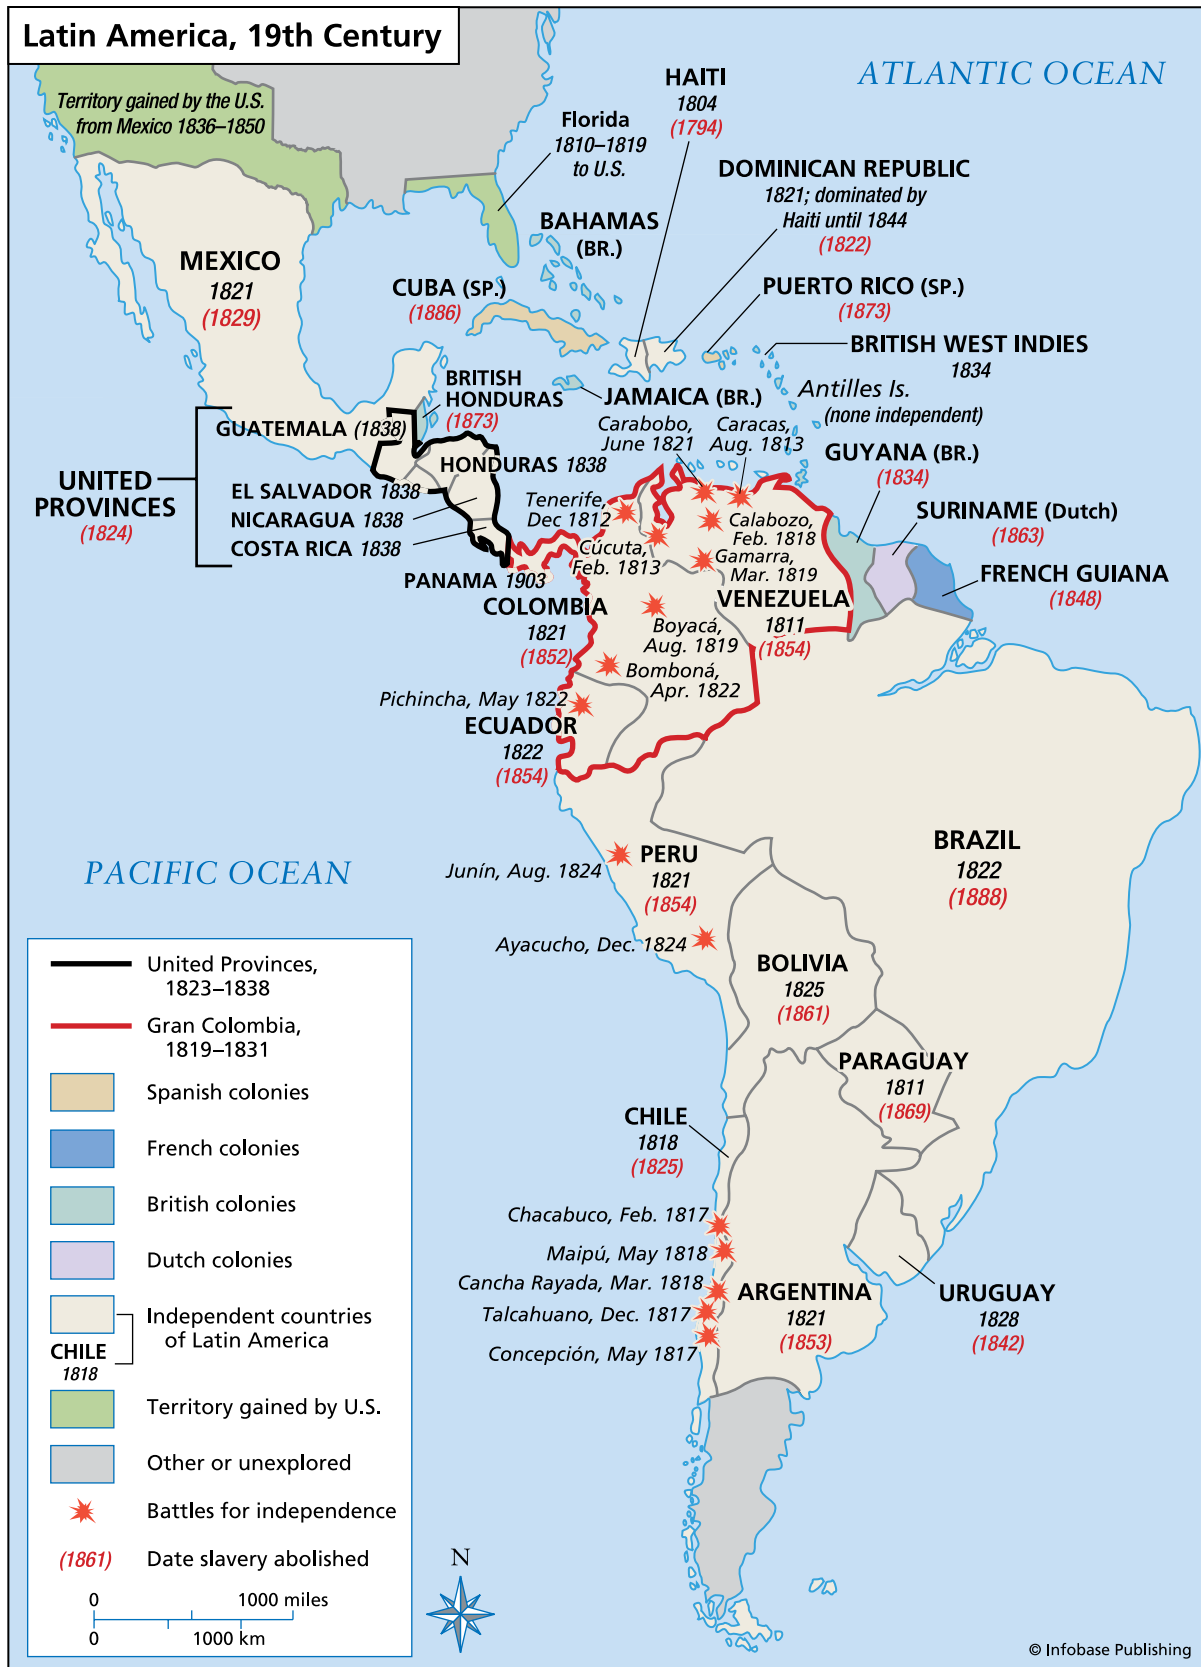 Latin America, 19th Century
ATLANTIC OCEAN
Territory gained by the U.S.
from Mexico 1836–1850
Florida
1810–1819
to U.S.
HAITI
1804
(1794)
DOMINICAN REPUBLIC
1821; dominated by
Haiti until 1844
(1822)
BAHAMAS
(BR.)
MEXICO
1821
(1829)
CUBA (SP.)
(1886)
PUERTO RICO (SP.)
(1873)
BRITISH WEST INDIES
1834
Antilles Is.
(none independent)
BRITISH
HONDURAS
(1873)
JAMAICA (BR.)
Carabobo,
June 1821
Caracas,
Aug. 1813
GUYANA (BR.)
(1834)
SURINAME (Dutch)
(1863)
FRENCH GUIANA
(1848)
UNITED
PROVINCES
(1824)
GUATEMALA (1838)
HONDURAS 1838
EL SALVADOR 1838
NICARAGUA 1838
COSTA RICA 1838
PANAMA 1903
Tenerife,
Dec 1812
Cúcuta,
Feb. 1813
Calabozo,
Feb. 1818
Gamarra,
Mar. 1819
COLOMBIA
1821
(1852)
VENEZUELA
1811
(1854)
Boyacá,
Aug. 1819
Bomboná,
Apr. 1822
Pichincha, May 1822
ECUADOR
1822
(1854)
BRAZIL
1822
(1888)
PACIFIC OCEAN
Junín, Aug. 1824
PERU
1821
(1854)
Ayacucho, Dec. 1824
BOLIVIA
1825
(1861)
PARAGUAY
1811
(1869)
CHILE
1818
(1825)
Chacabuco, Feb. 1817
Maipú, May 1818
Cancha Rayada, Mar. 1818
Talcahuano, Dec. 1817
Concepción, May 1817
ARGENTINA
1821
(1853)
URUGUAY
1828
(1842)
United Provinces,
1823–1838
Gran Colombia,
1819–1831
Spanish colonies
French colonies
British colonies
Dutch colonies
Independent countries
of Latin America
CHILE
1818
Territory gained by U.S.
Other or unexplored
Battles for independence
(1861) Date slavery abolished
0 1000 miles
0 1000 km
N
© Infobase Publishing